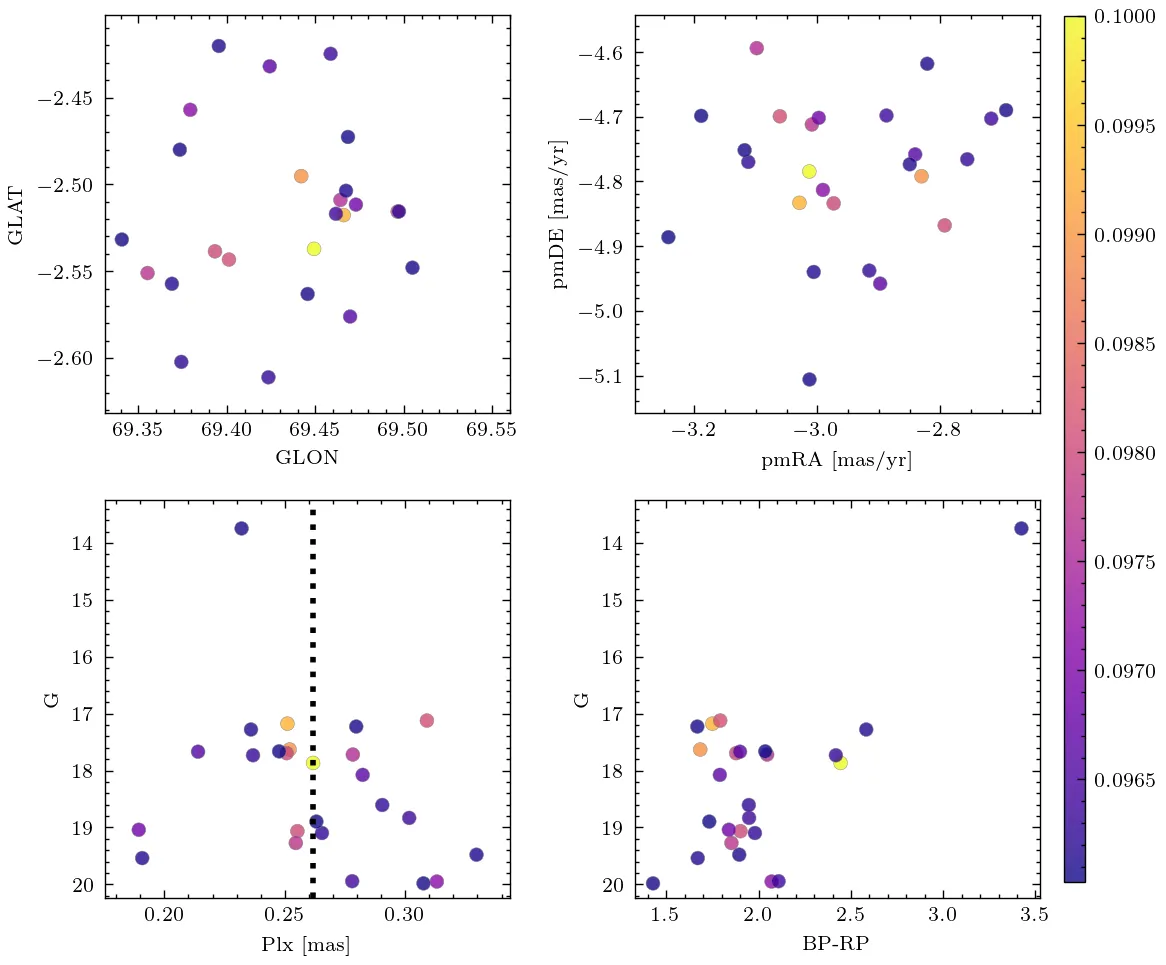 GLAT
−2.45
−2.50
−2.55
−2.60
69.35 69.40 69.45 69.50 69.55
GLON
pmDE [mas/yr]
−4.6
−4.7
−4.8
−4.9
−5.0
−5.1
−3.2 −3.0 −2.8
pmRA [mas/yr]
0.1000
0.0995
0.0990
0.0985
0.0980
0.0975
0.0970
0.0965
G
14
15
16
17
18
19
20
0.20 0.25 0.30
Plx [mas]
G
14
15
16
17
18
19
20
1.5 2.0 2.5 3.0 3.5
BP-RP